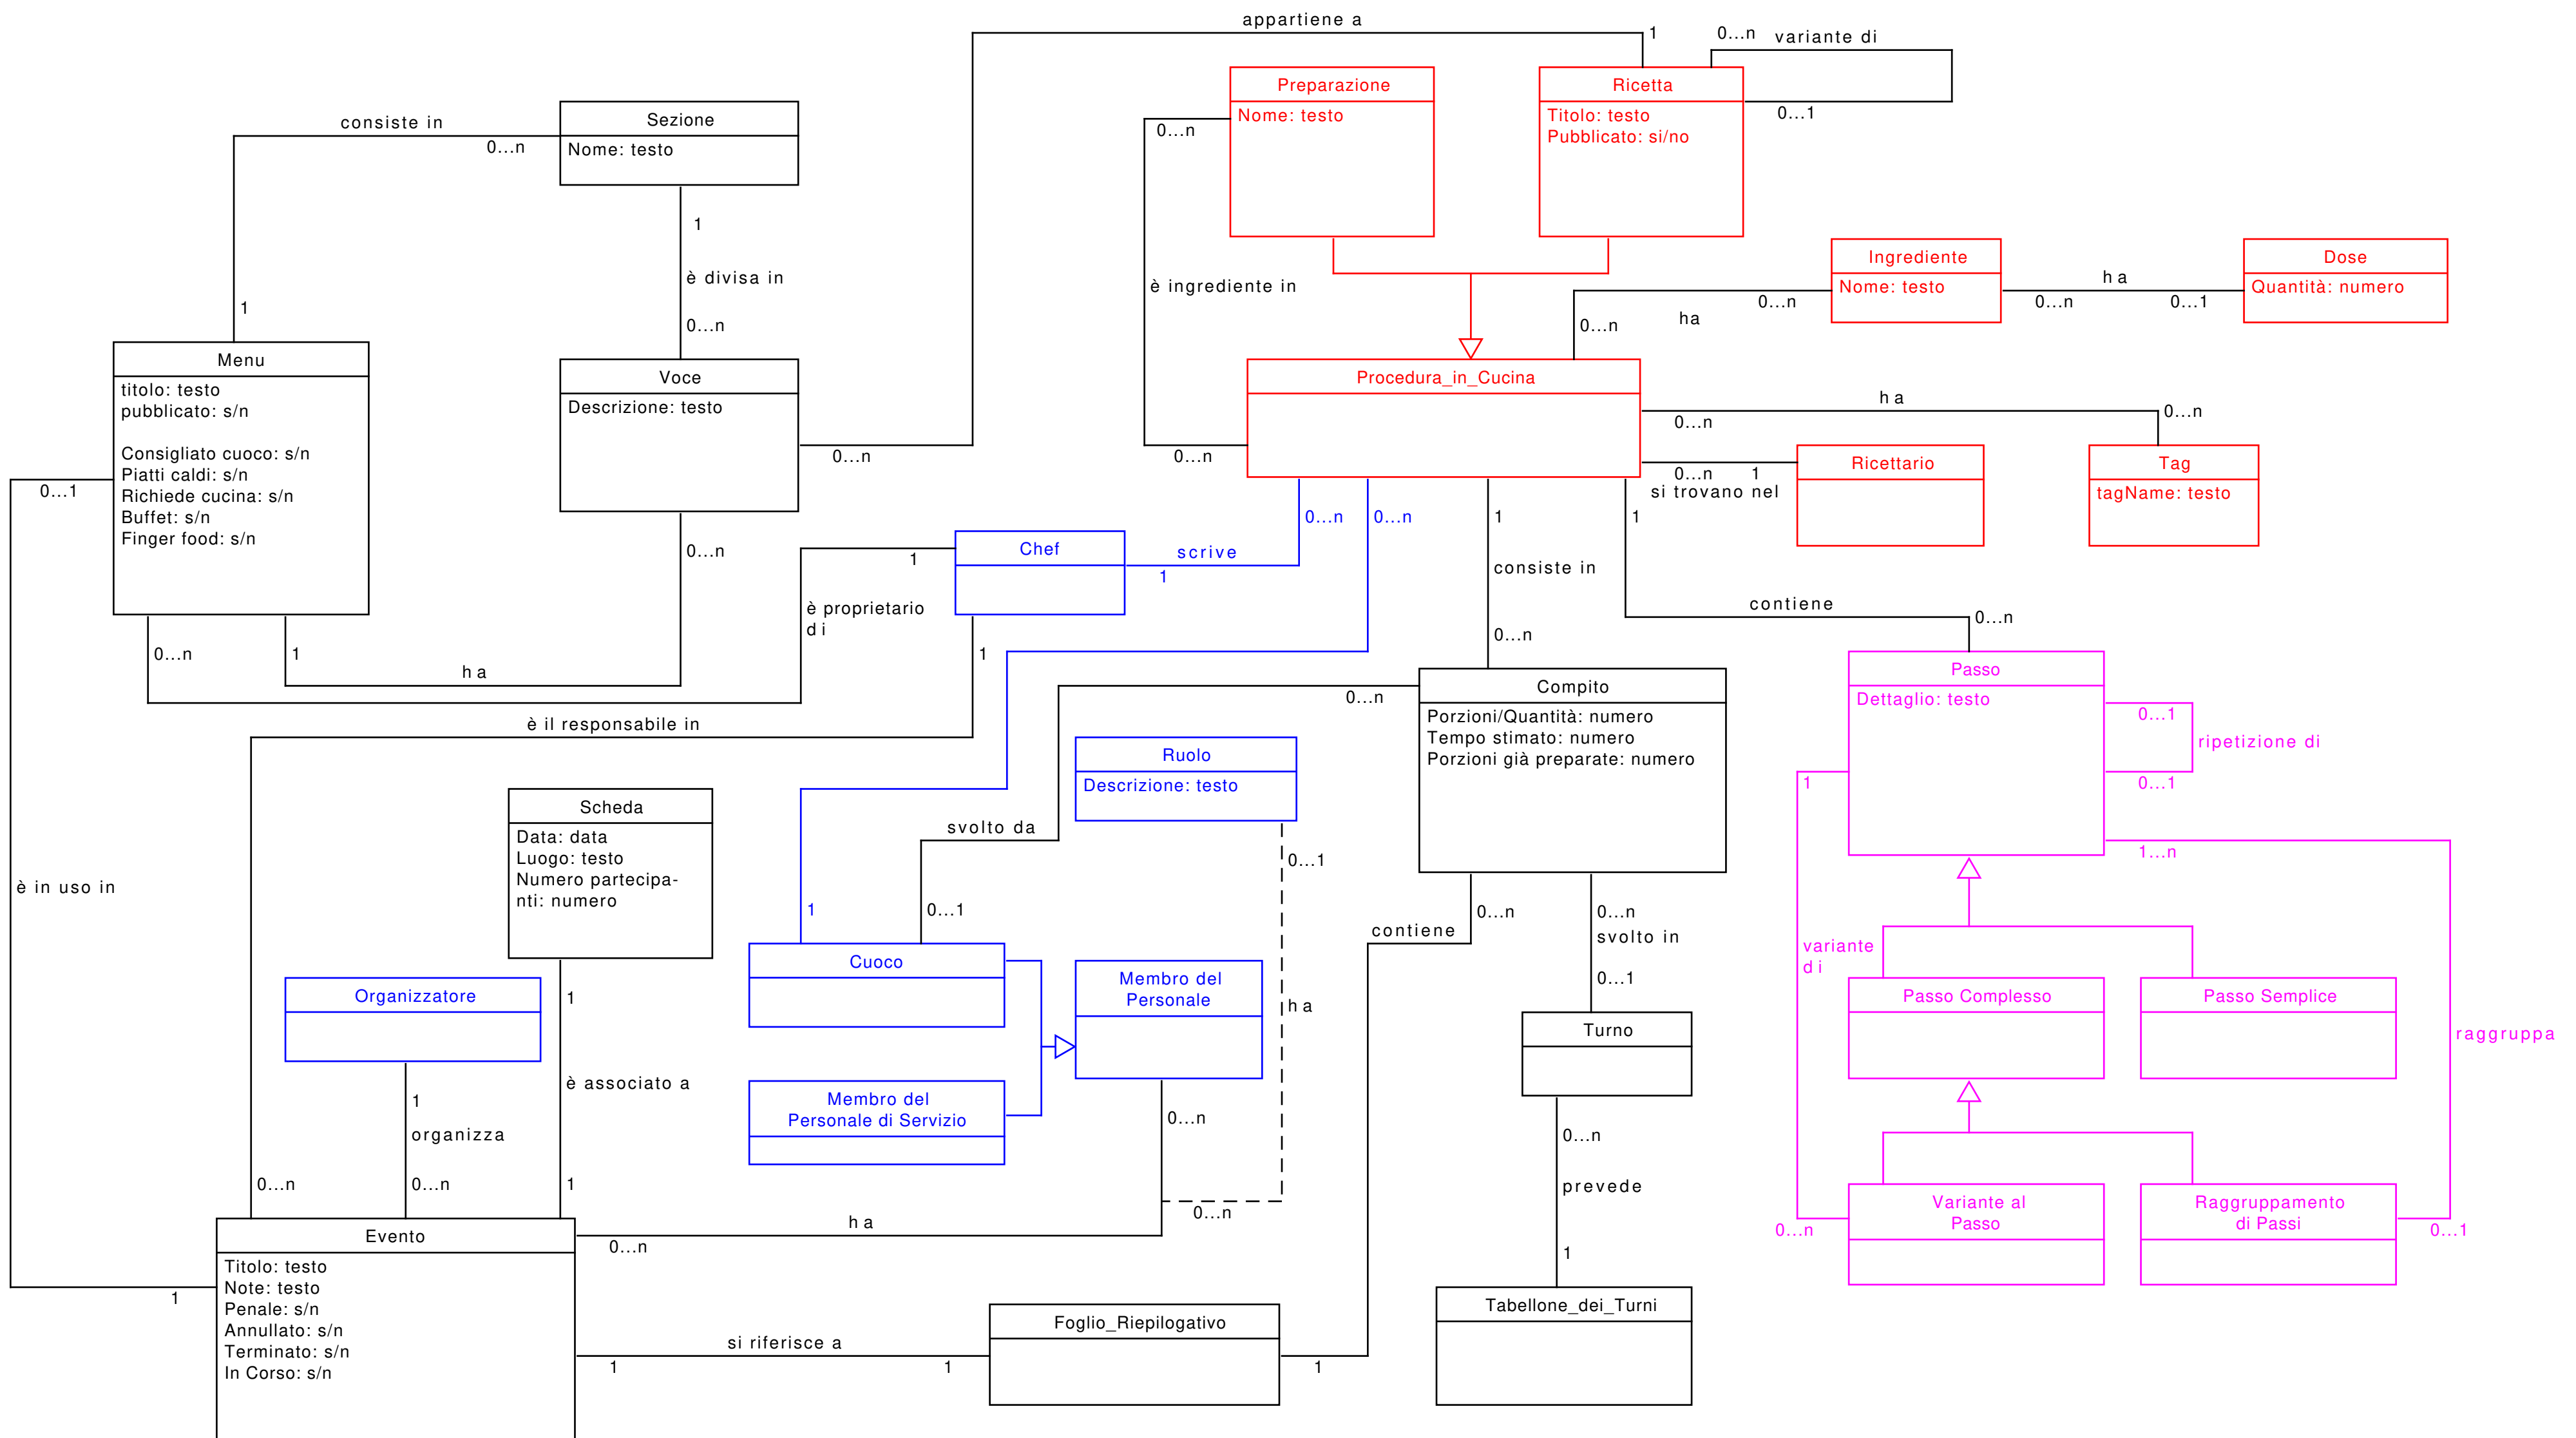 appartiene a
1
0...n
variante di
0...1
Preparazione
Nome: testo
Ricetta
Titolo: testo
Pubblicato: si/no
consiste in
0...n
1
Sezione
Nome: testo
1
è divisa in
0...n
0...n
è ingrediente in
0...n
Ingrediente
Nome: testo
0...n
ha
0...n
ha
0...n
0...1
Dose
Quantità: numero
Menu
titolo: testo
pubblicato: s/n
Consigliato cuoco: s/n
Piatti caldi: s/n
Richiede cucina: s/n
Buffet: s/n
Finger food: s/n
Voce
Descrizione: testo
0...n
0...n
Procedura_in_Cucina
ha
0...n
0...n
Ricettario
0...n
1
si trovano nel
Tag
tagName: testo
0...1
è in uso in
1
Chef
1
scrive
1
0...n
0...n
è proprietario
di
0...n
1
ha
1
è il responsabile in
0...n
1
consiste in
0...n
1
contiene
0...n
Compito
Porzioni/Quantità: numero
Tempo stimato: numero
Porzioni già preparate: numero
0...n
svolto da
0...1
1
Passo
Dettaglio: testo
0...1
ripetizione di
0...1
1
1...n
Ruolo
Descrizione: testo
0...1
ha
0...n
Scheda
Data: data
Luogo: testo
Numero partecipa-
nti: numero
1
è associato a
1
Organizzatore
1
organizza
0...n
Cuoco
Membro del
Personale
Membro del
Personale di Servizio
0...n
ha
0...n
contiene
0...n
0...n
svolto in
0...1
Turno
0...n
prevede
1
Tabellone_dei_Turni
variante
di
0...n
Passo Complesso
Passo Semplice
raggruppa
0...1
Variante al
Passo
Raggruppamento
di Passi
Evento
Titolo: testo
Note: testo
Penale: s/n
Annullato: s/n
Terminato: s/n
In Corso: s/n
si riferisce a
1
1
Foglio_Riepilogativo
1